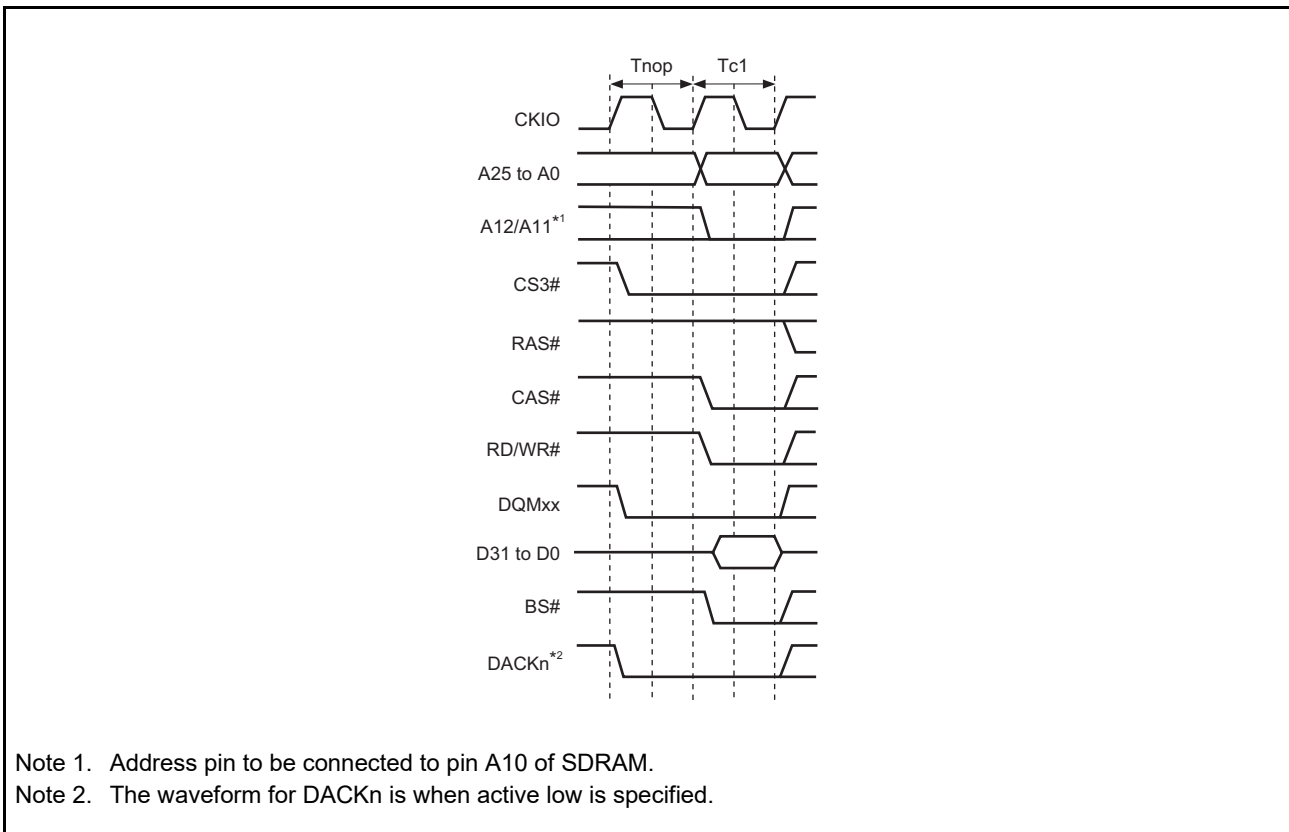 Tnop Tc1
CKIO
A25 to A0
A12/A11*1
CS3#
RAS#
CAS#
RD/WR#
DQMxx
D31 to D0
BS#
DACKn*2
Note 1. Address pin to be connected to pin A10 of SDRAM.
Note 2. The waveform for DACKn is when active low is specified.